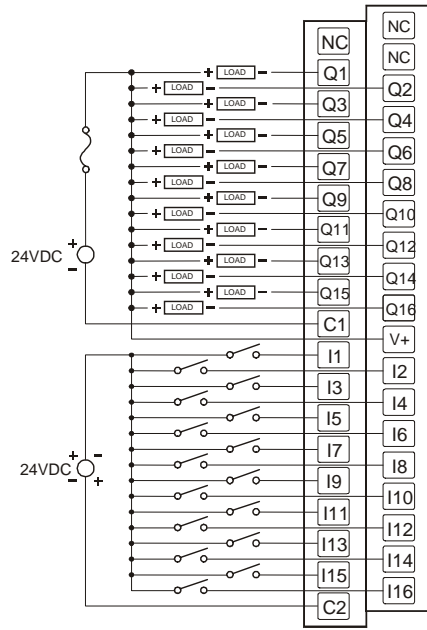 NC
NC
NC
+ LOAD - Q1
+ LOAD - Q2
+ LOAD - Q3
+ LOAD - Q4
+ LOAD - Q5
+ LOAD - Q6
+ LOAD - Q7
+ LOAD - Q8
+ LOAD - Q9
+ LOAD - Q10
+ LOAD - Q11
+ LOAD - Q12
+ LOAD - Q13
+ LOAD - Q14
+ LOAD - Q15
+ LOAD - Q16
24VDC + -
C1
V+
I1
I2
I3
I4
I5
I6
I7
I8
24VDC + - - +
I9
I10
I11
I12
I13
I14
I15
I16
C2